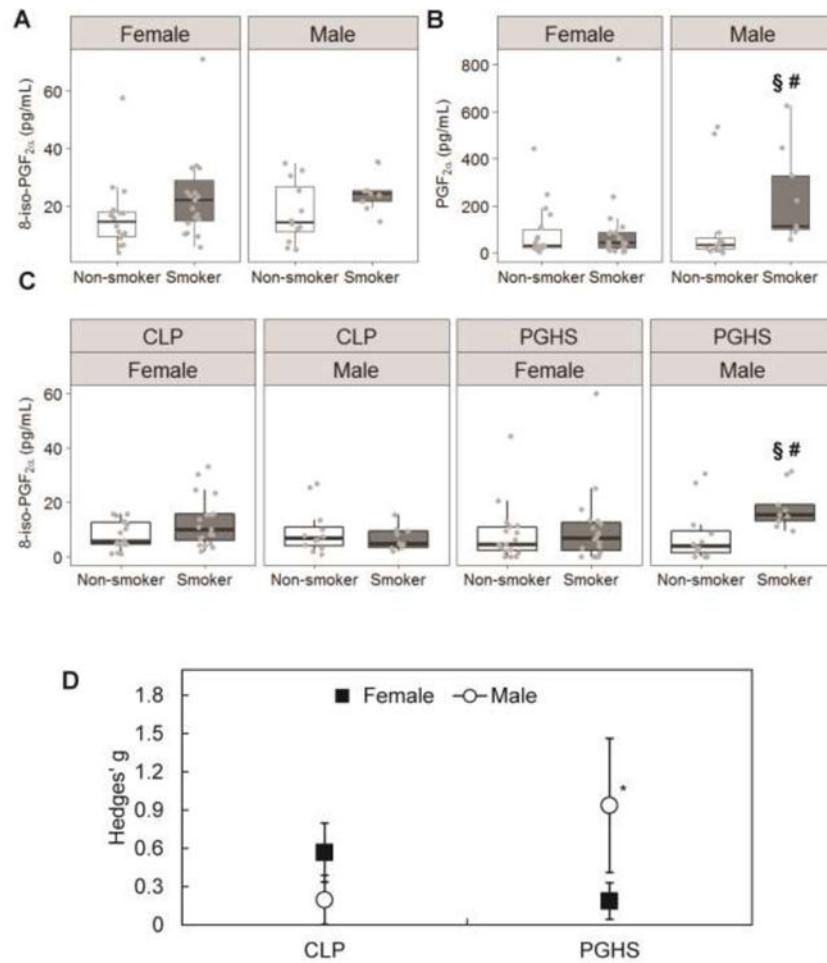 A
Female Male
8-iso-PGF2α (pg/mL)
60
40
20
Non-smoker Smoker Non-smoker Smoker
B
Female Male
PGF2α (pg/mL)
800
600
400
200
0
§ #
Non-smoker Smoker Non-smoker Smoker
C
CLP CLP PGHS PGHS
Female Male Female Male
8-iso-PGF2α (pg/mL)
60
40
20
0
§ #
Non-smoker Smoker Non-smoker Smoker Non-smoker Smoker Non-smoker Smoker
D
Female Male
Hedges' g
1.8
1.5
1.2
0.9
0.6
0.3
0
*
CLP PGHS